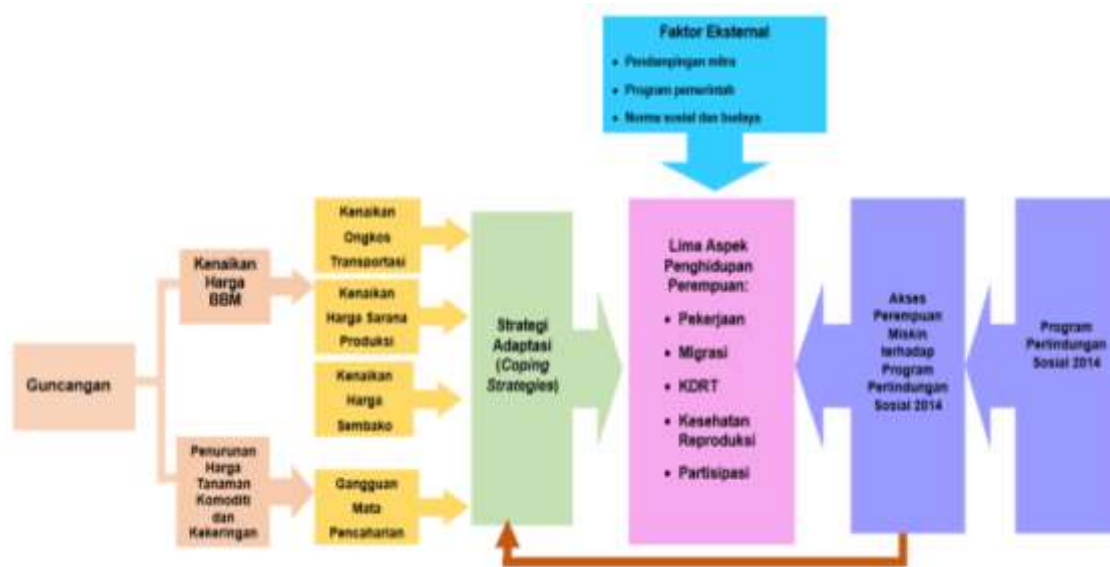 Faktor Eksternal
• Pendampingan mitra
• Program pemerintah
• Norma sosial dan budaya
Guncangan
Kenaikan
Harga
BBM
Penurunan
Harga
Tanaman
Komoditi
dan
Kekeringan
Kenaikan
Ongkos
Transportasi
Kenaikan
Harga Sarana
Produksi
Kenaikan
Harga
Sembako
Gangguan
Mata
Pencaharian
Strategi
Adaptasi
(Coping
Strategies)
Lima Aspek
Penghidupan
Perempuan:
• Pekerjaan
• Migrasi
• KDRT
• Kesehatan
Reproduksi
• Partisipasi
Akses
Perempuan
Miskin
terhadap
Program
Perlindungan
Sosial 2014
Program
Perlindungan
Sosial 2014